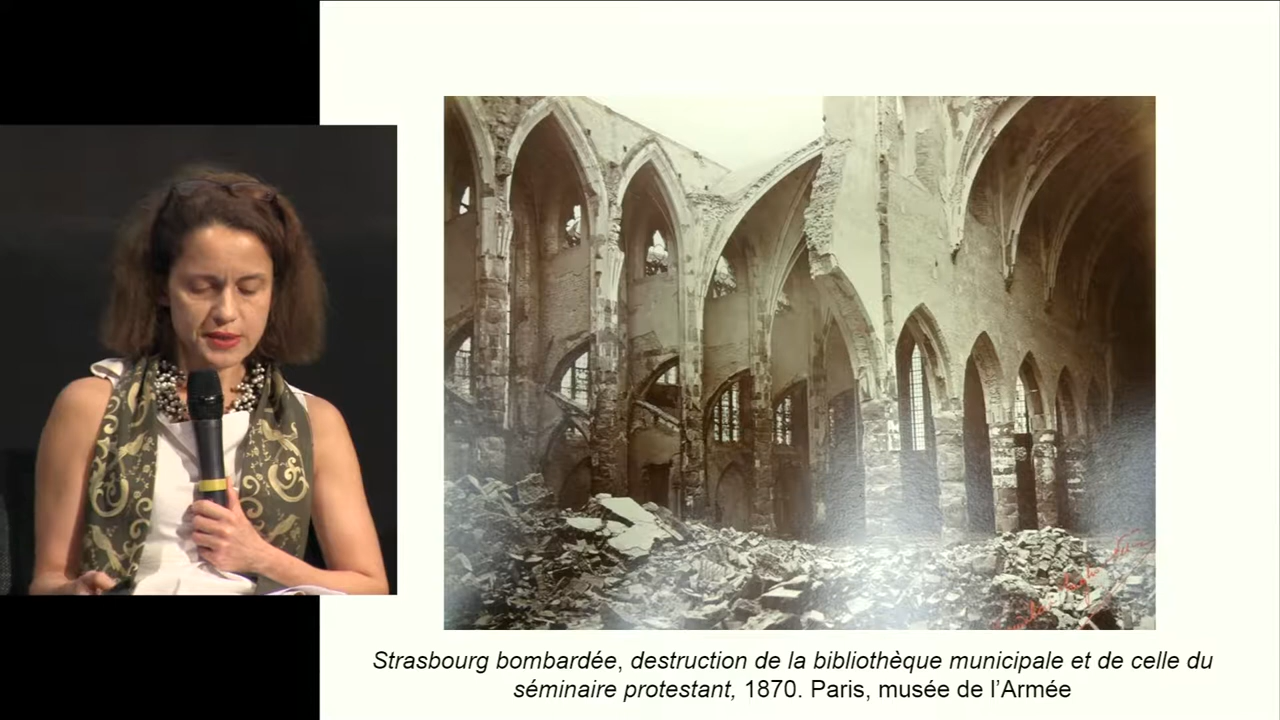 Strasbourg bombardée, destruction de la bibliothèque municipale et de celle du
séminaire protestant, 1870. Paris, musée de l’Armée